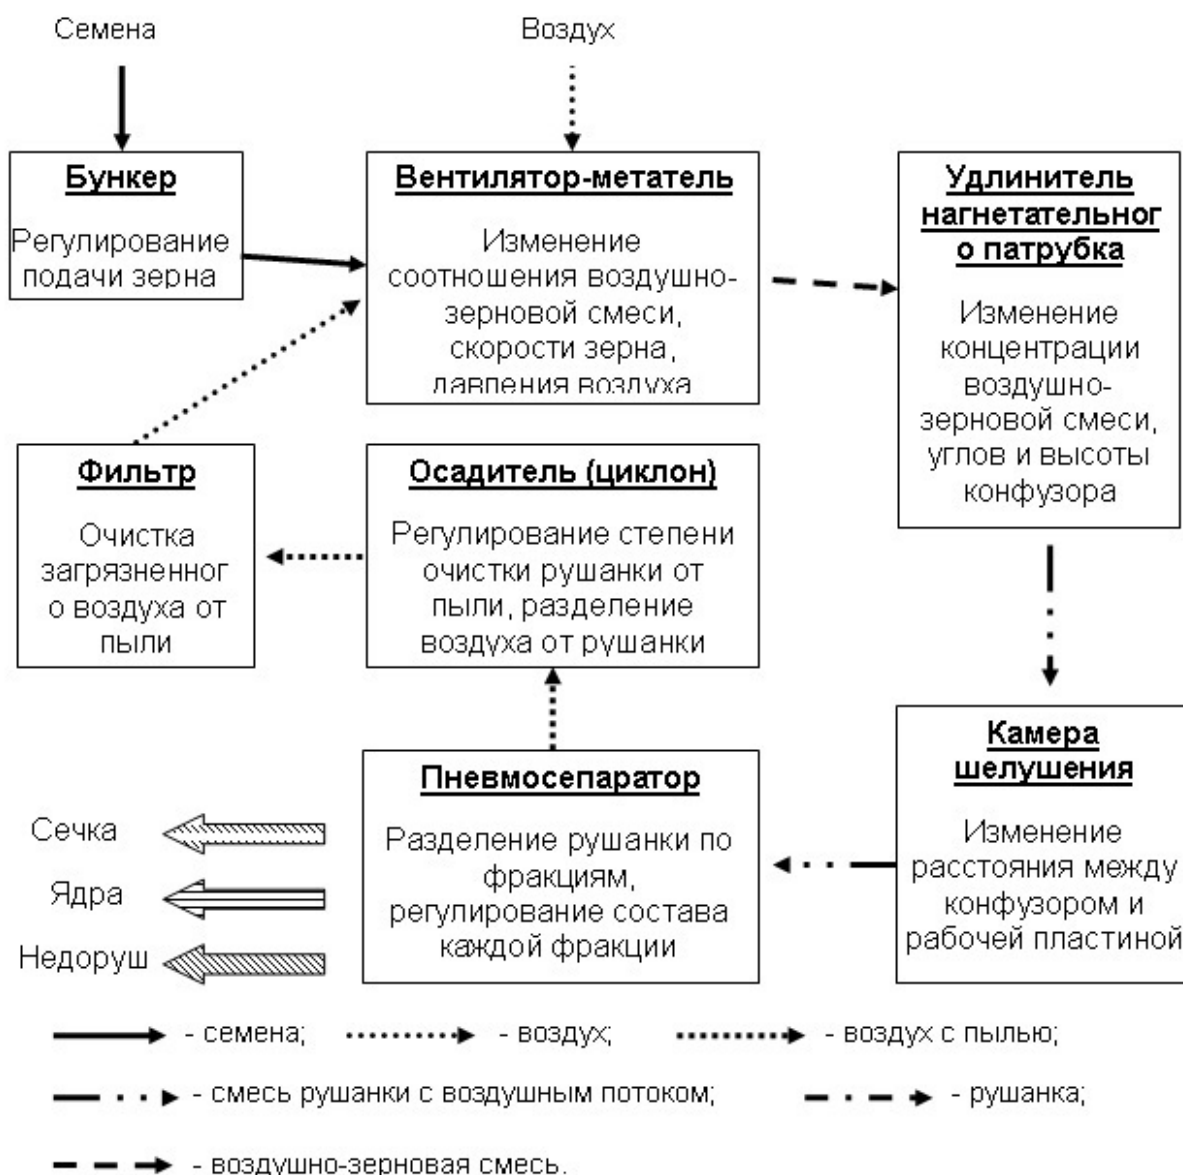 Семена
Воздух
Бункер
Регулирование
подачи зерна
Вентилятор-метатель
Изменение
соотношения воздушно-
зерновой смеси,
скорости зерна,
давления воздуха
Удлинитель
нагнетательног
о патрубка
Изменение
концентрации
воздушно-
зерновой смеси,
углов и высоты
конфузора
Фильтр
Очистка
загрязненног
о воздуха от
пыли
Осадитель (циклон)
Регулирование степени
очистки рушанки от
пыли, разделение
воздуха от рушанки
Камера
шелушения
Изменение
расстояния между
конфузором и
рабочей пластиной
Пневмосепаратор
Разделение рушанки по
фракциям,
регулирование состава
каждой фракции
Сечка
Ядра
Недоруш
- семена;
- воздух;
- воздух с пылью;
- смесь рушанки с воздушным потоком;
- рушанка;
- воздушно-зерновая смесь.